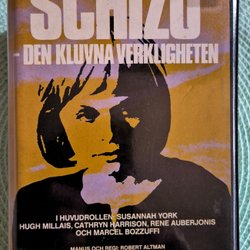 SCHIZO
DEN KLUVNA VERKLIGHETEN
I HUVUDROLLEN: SUSANNAH YORK
HUGH MILLAIS, CATHRYN HARRISON, RENE AUBERJONIS
OCH MARCEL BOZZUFFI
MANUS OCH REGI: ROBERT ALTMAN